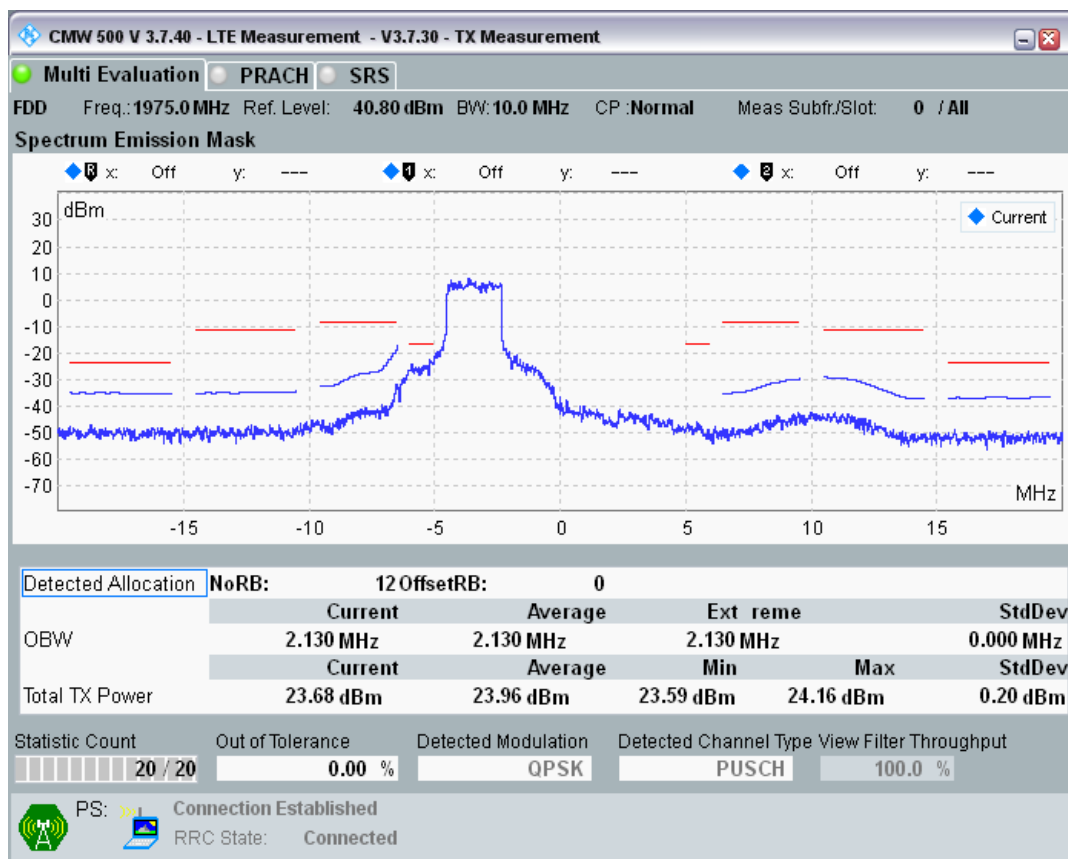 CMW 500 V 3.7.40 - LTE Measurement - V3.7.30 - TX Measurement
Multi Evaluation PRACH SRS
FDD Freq.: 1975.0 MHz Ref. Level: 40.80 dBm BW: 10.0 MHz CP :Normal Meas Subfr./Slot: 0 / All
Spectrum Emission Mask
R x: Off y: --- 1 x: Off y: --- 2 x: Off y: ---
dBm
Current
30
20
10
0
-10
-20
-30
-40
-50
-60
-70
MHz
-15 -10 -5 0 5 10 15
Detected Allocation NoRB: 12 OffsetRB: 0
Current Average Ext reme StdDev
OBW 2.130 MHz 2.130 MHz 2.130 MHz 0.000 MHz
Current Average Min Max StdDev
Total TX Power 23.68 dBm 23.96 dBm 23.59 dBm 24.16 dBm 0.20 dBm
Statistic Count Out of Tolerance Detected Modulation Detected Channel Type View Filter Throughput
20 / 20 0.00 % QPSK PUSCH 100.0 %
PS: Connection Established
RRC State: Connected